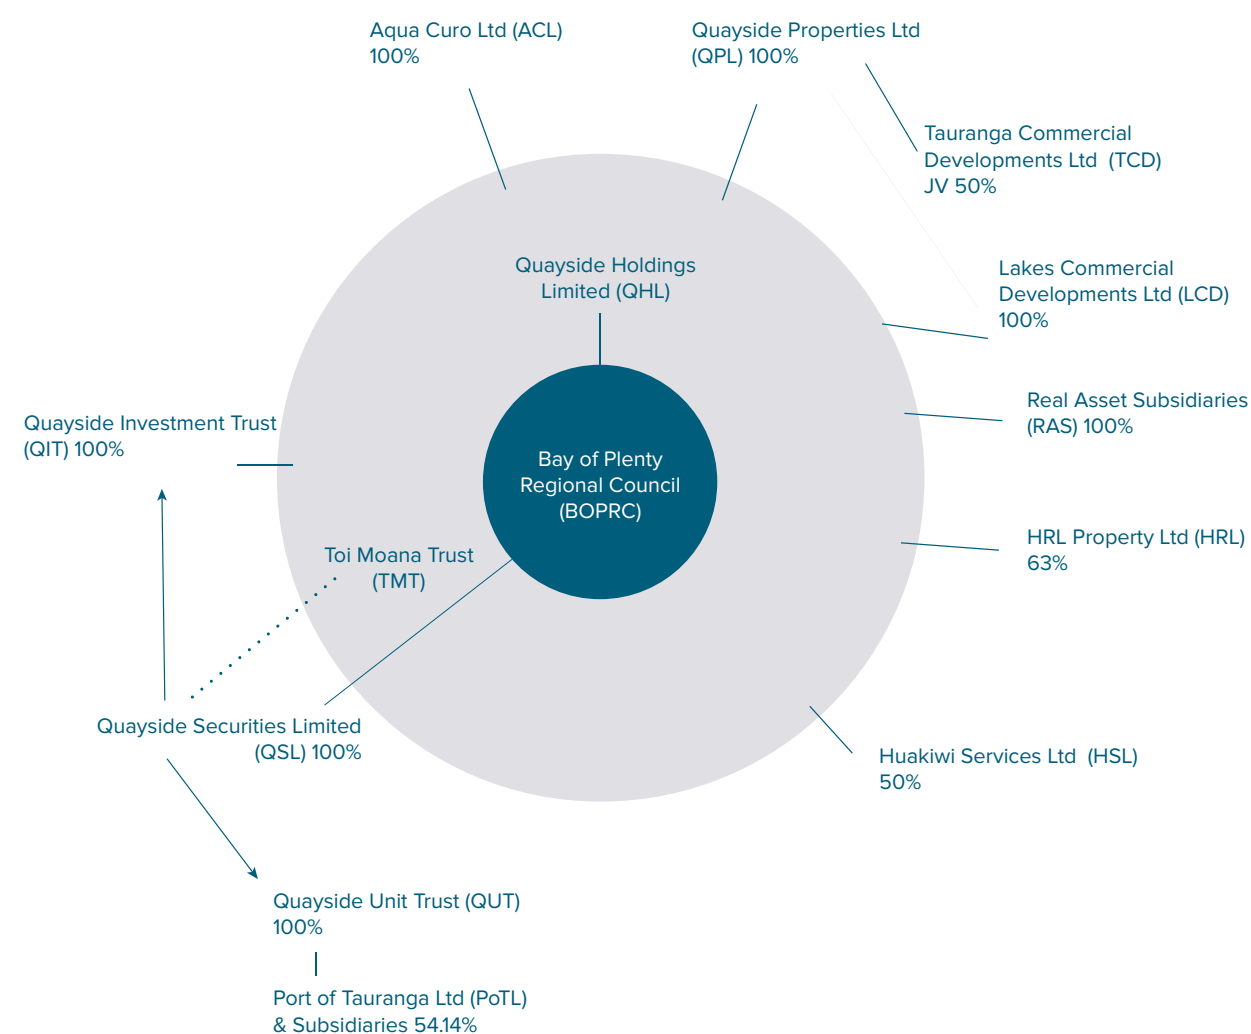 Aqua Curo Ltd (ACL)
100%
Quayside Properties Ltd
(QPL) 100%
Tauranga Commercial
Developments Ltd (TCD)
JV 50%
Quayside Holdings
Limited (QHL)
Lakes Commercial
Developments Ltd (LCD)
100%
Real Asset Subsidiaries
(RAS) 100%
Quayside Investment Trust
(QIT) 100%
Bay of Plenty
Regional Council
(BOPRC)
HRL Property Ltd (HRL)
63%
Toi Moana Trust
(TMT)
Quayside Securities Limited
(QSL) 100%
Huakiwi Services Ltd (HSL)
50%
Quayside Unit Trust (QUT)
100%
Port of Tauranga Ltd (PoTL)
& Subsidiaries 54.14%